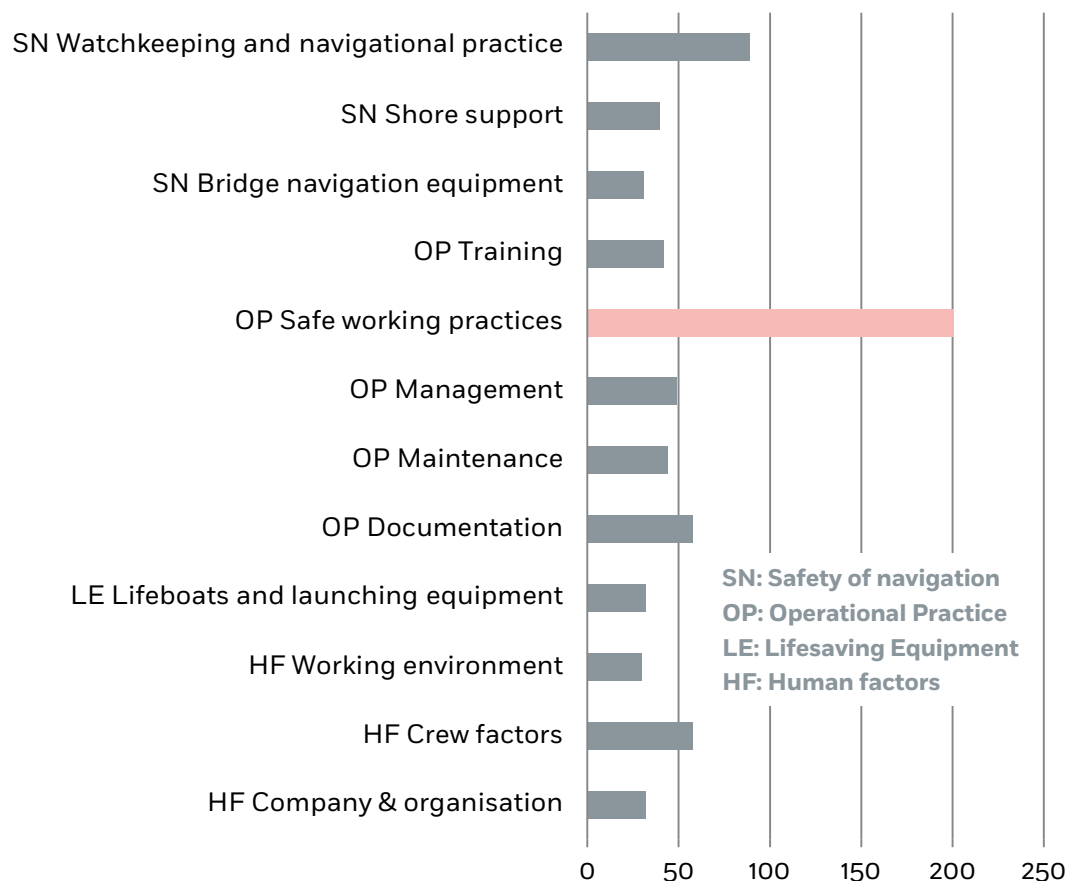 SN Watchkeeping and navigational practice
SN Shore support
SN Bridge navigation equipment
OP Training
OP Safe working practices
OP Management
OP Maintenance
OP Documentation
LE Lifeboats and launching equipment
HF Working environment
HF Crew factors
HF Company & organisation
SN: Safety of navigation
OP: Operational Practice
LE: Lifesaving Equipment
HF: Human factors
0 50 100 150 200 250